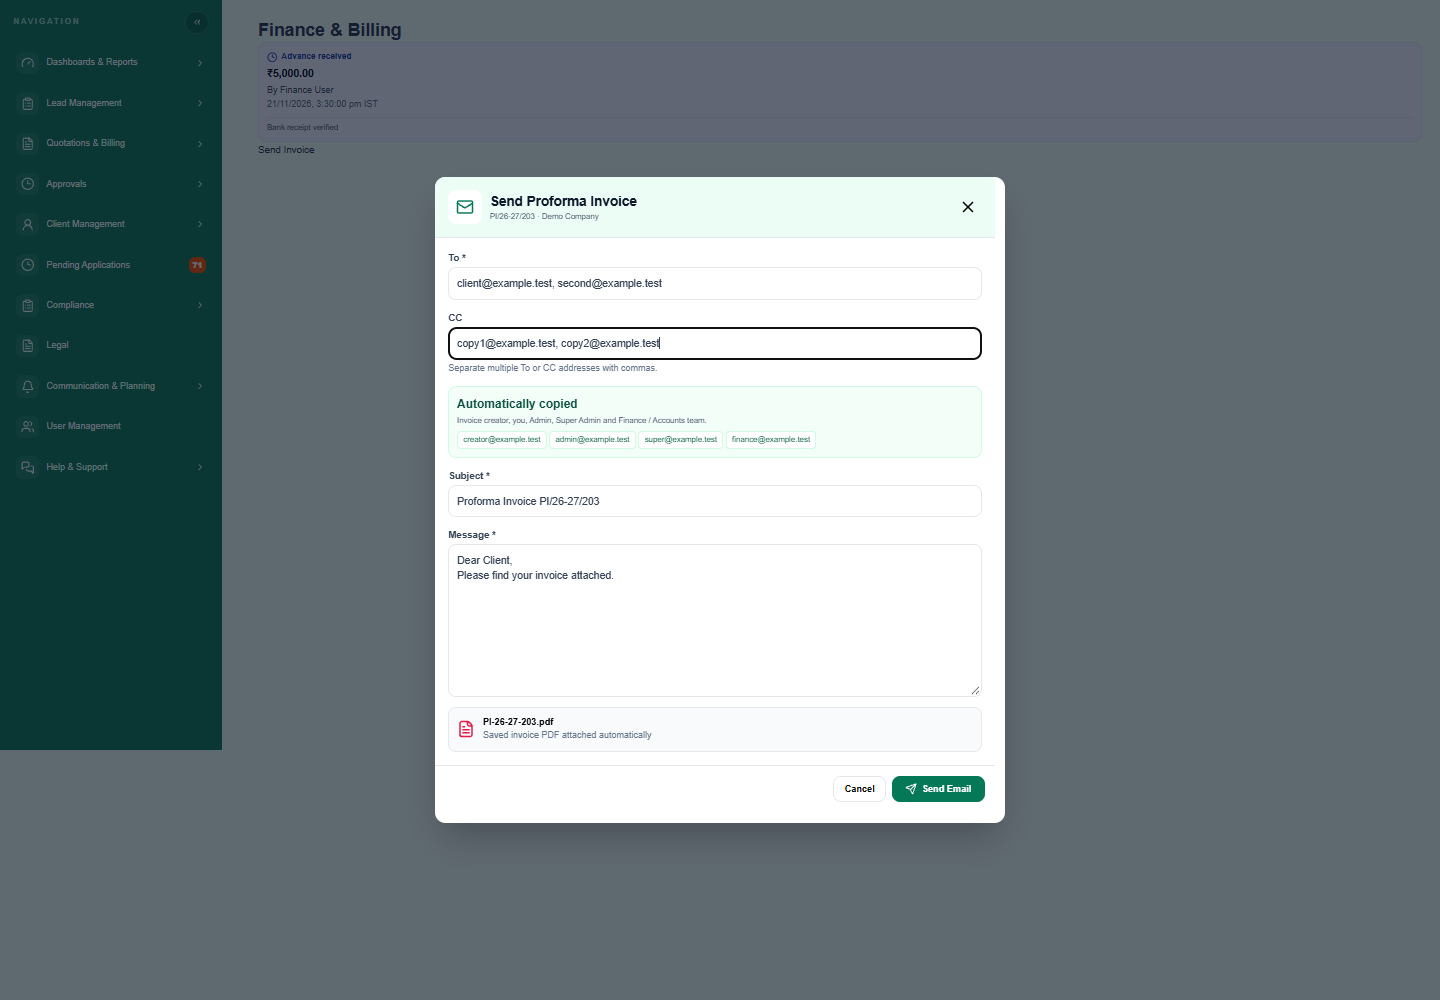 NAVIGATION
Dashboards & Reports
Lead Management
Quotations & Billing
Approvals
Client Management
Pending Applications
71
Compliance
Legal
Communication & Planning
User Management
Help & Support
Finance & Billing
Advance received
₹5,000.00
By Finance User
21/11/2026, 3:30:00 pm IST
Bank receipt verified
Send Invoice
Send Proforma Invoice
PI/26-27/203 · Demo Company
To *
client@example.test, second@example.test
CC
copy1@example.test, copy2@example.test
Separate multiple To or CC addresses with commas.
Automatically copied
Invoice creator, you, Admin, Super Admin and Finance / Accounts team.
creator@example.test admin@example.test super@example.test finance@example.test
Subject *
Proforma Invoice PI/26-27/203
Message *
Dear Client,
Please find your invoice attached.
PI-26-27-203.pdf
Saved invoice PDF attached automatically
Cancel
Send Email